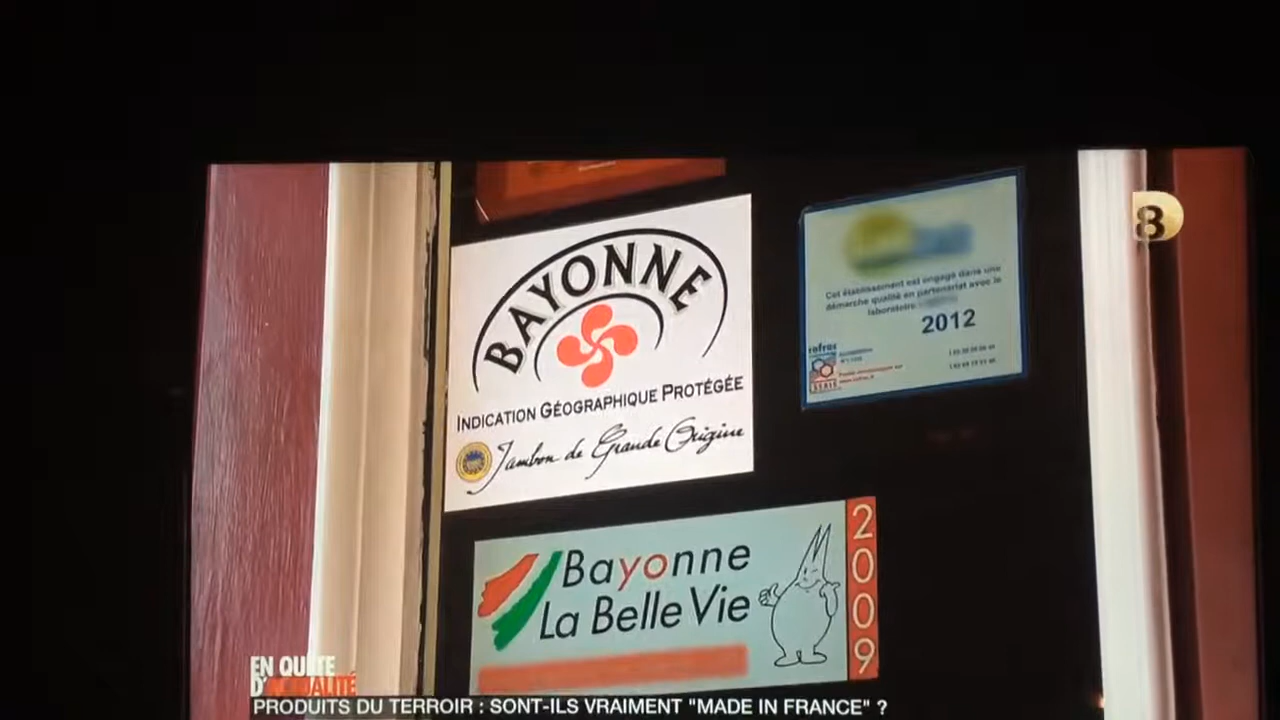 8
BAYONNE
INDICATION GÉOGRAPHIQUE PROTÉGÉE
Jambon de Grande Origine
Cet établissement est engagé dans une
démarche qualité en partenariat avec le
laboratoire
2012
cofrac
Bayonne
La Belle Vie
2009
EN QUÊTE
D'ACTUALITÉ
PRODUITS DU TERROIR : SONT-ILS VRAIMENT "MADE IN FRANCE" ?